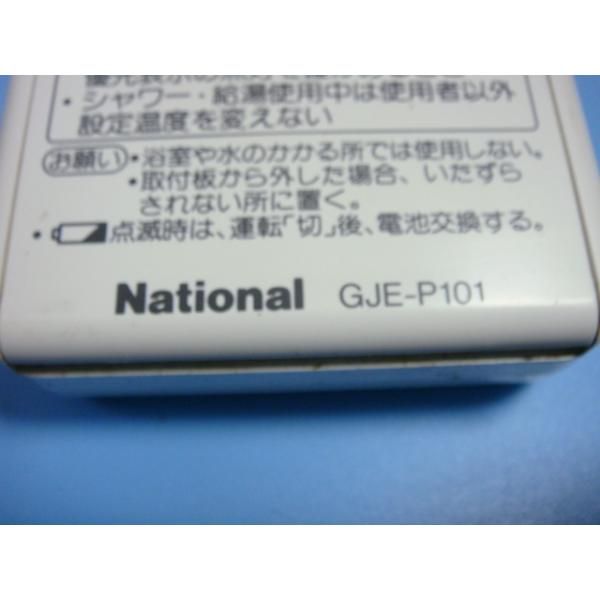 ・シャワー・給湯使用中は使用者以外
設定温度を変えない
お願い・浴室や水のかかる所では使用しない。
・取付板から外した場合、いたずら
されない所に置く。
・点滅時は、運転「切」後、電池交換する。
National GJE-P101